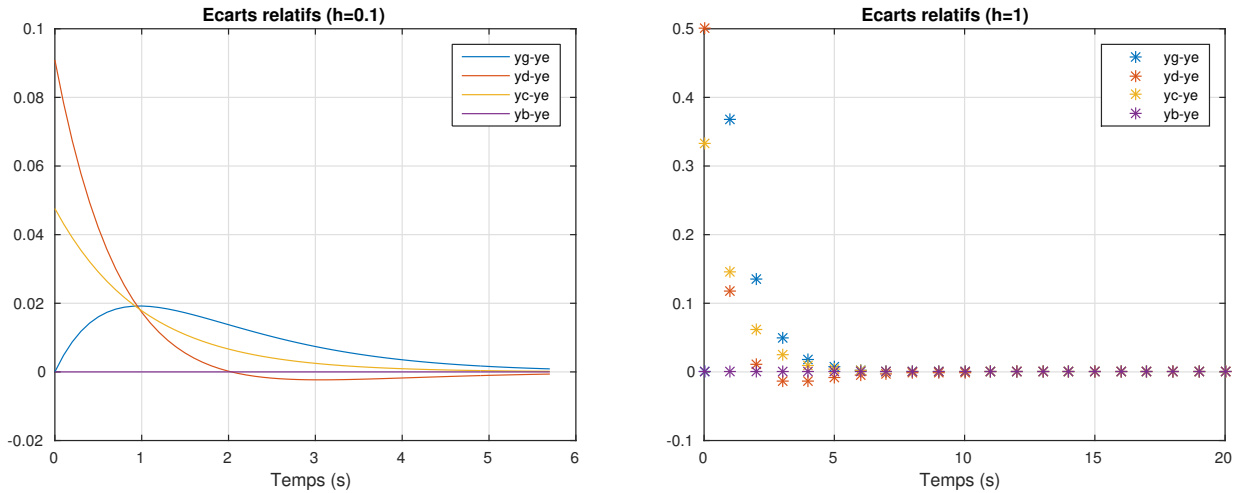 Ecarts relatifs (h=0.1)
0.1
0.08
0.06
0.04
0.02
0
-0.02
0 1 2 3 4 5 6
Temps (s)
yg-ye
yd-ye
yc-ye
yb-ye
Ecarts relatifs (h=1)
0.5
0.4
0.3
0.2
0.1
0
-0.1
0 5 10 15 20
Temps (s)
yg-ye
yd-ye
yc-ye
yb-ye